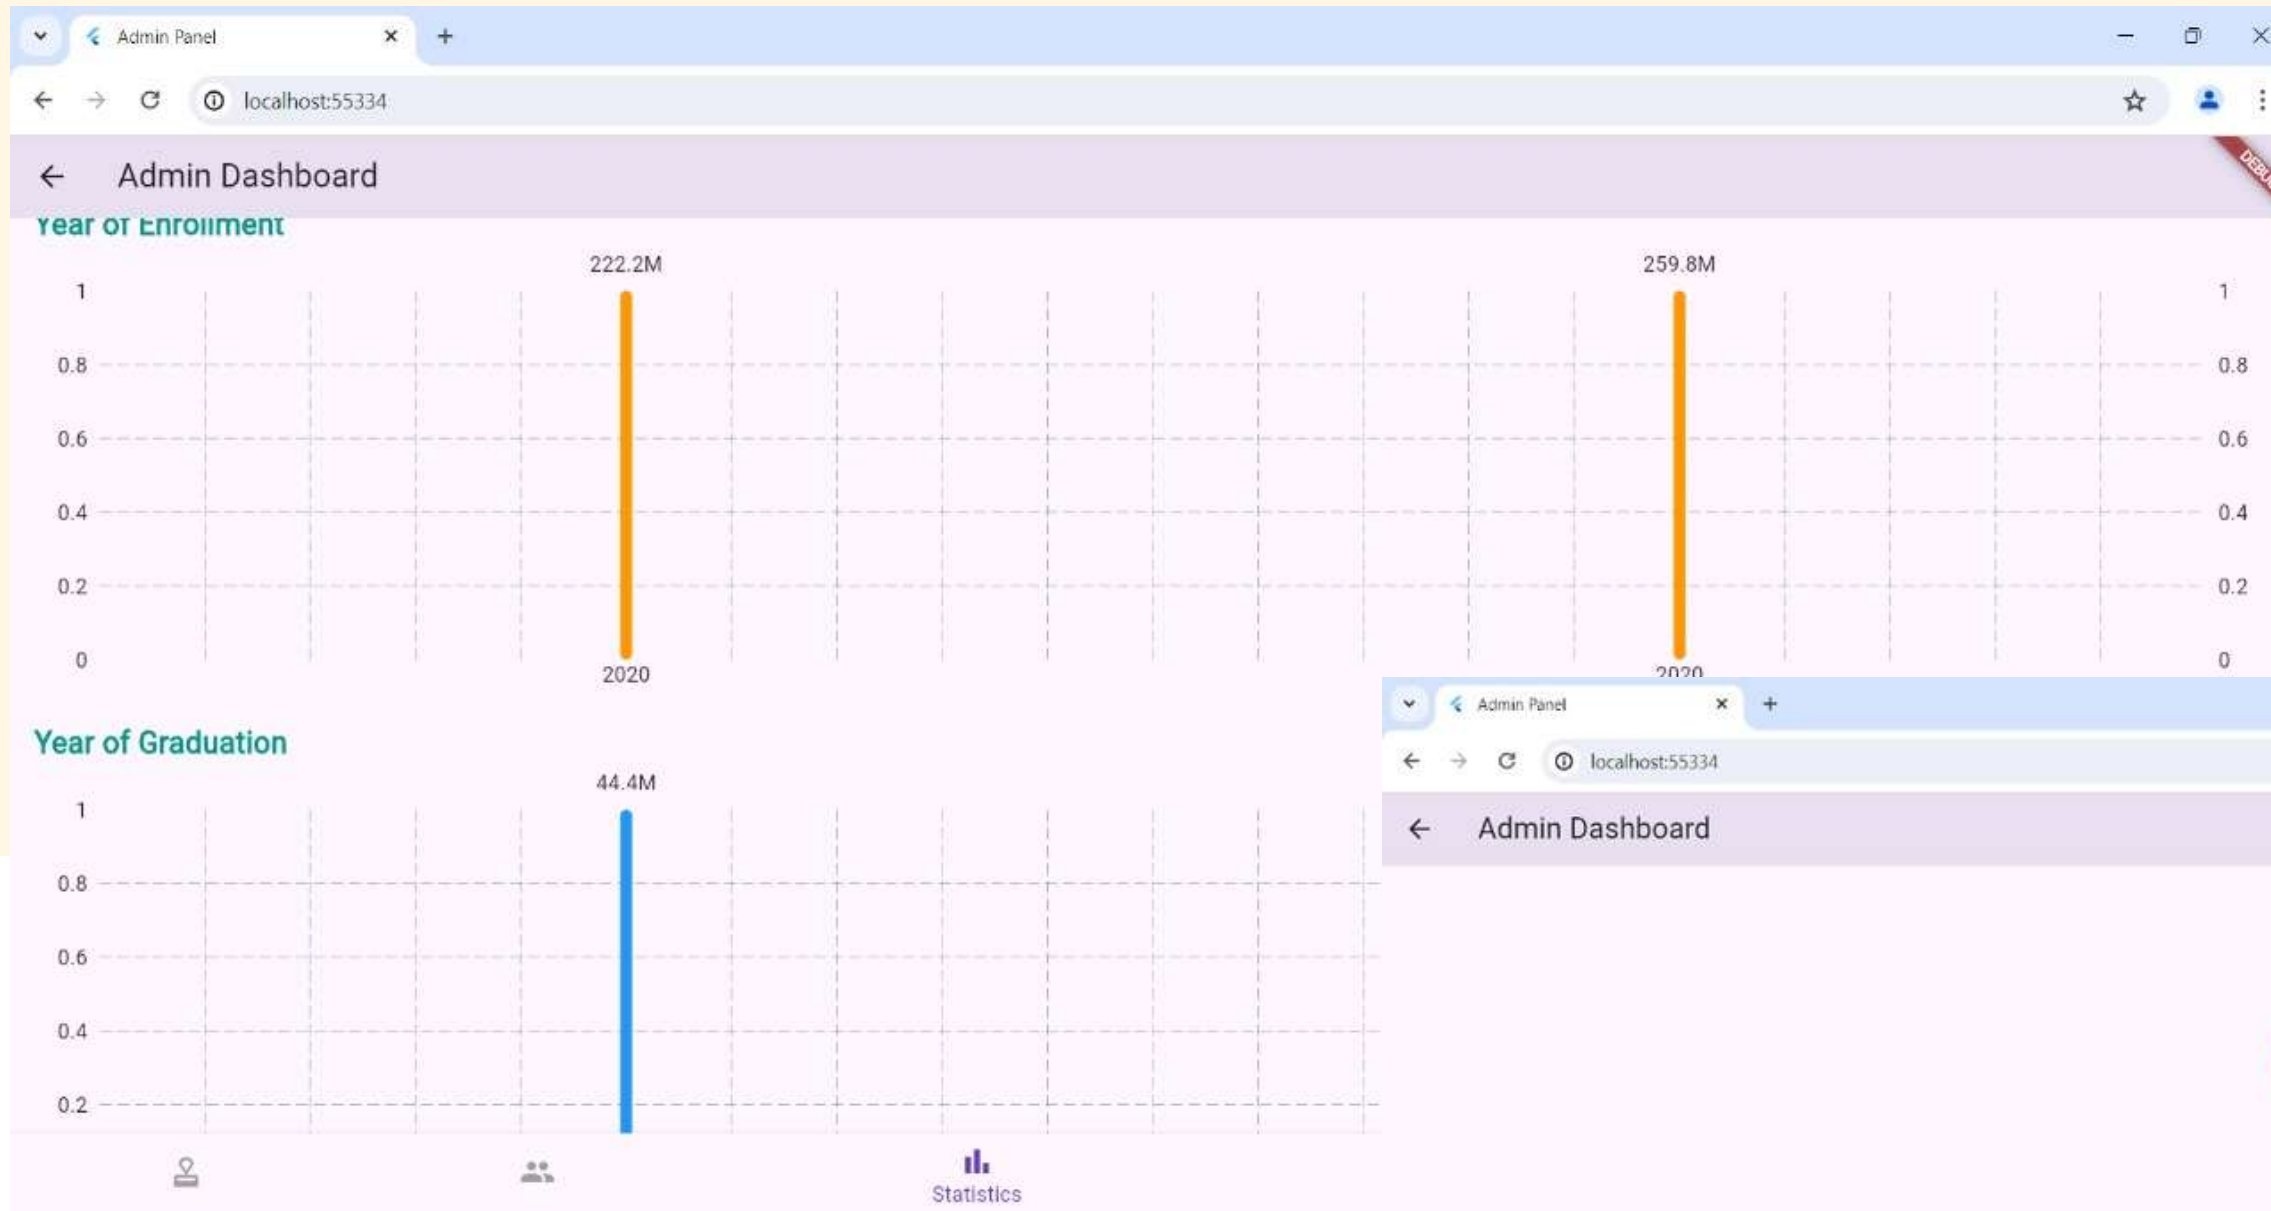 Admin Panel
localhost:55334
Admin Dashboard
DEBU
Year of Enrollment
222.2M 259.8M
1 1
0.8 0.8
0.6 0.6
0.4 0.4
0.2 0.2
0 0
2020 2020
Year of Graduation
44.4M
1
0.8
0.6
0.4
0.2
Statistics
Admin Panel
localhost:55334
Admin Dashboard